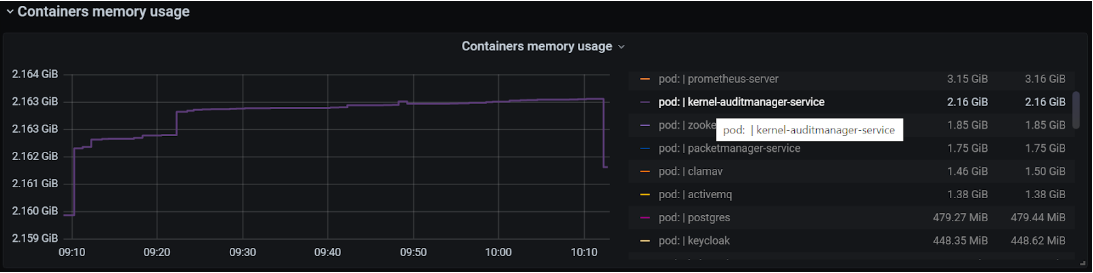 Containers memory usage
Containers memory usage
2.164 GiB
2.163 GiB
2.163 GiB
2.162 GiB
2.161 GiB
2.160 GiB
2.159 GiB
09:10 09:20 09:30 09:40 09:50 10:00 10:10
pod: | prometheus-server 3.15 GiB 3.16 GiB
pod: | kernel-auditmanager-service 2.16 GiB 2.16 GiB
pod: | zooke 1.85 GiB 1.85 GiB
pod: | kernel-auditmanager-service
pod: | packetmanager-service 1.75 GiB 1.75 GiB
pod: | clamav 1.46 GiB 1.50 GiB
pod: | activemq 1.38 GiB 1.38 GiB
pod: | postgres 479.27 MiB 479.44 MiB
pod: | keycloak 448.35 MiB 448.62 MiB